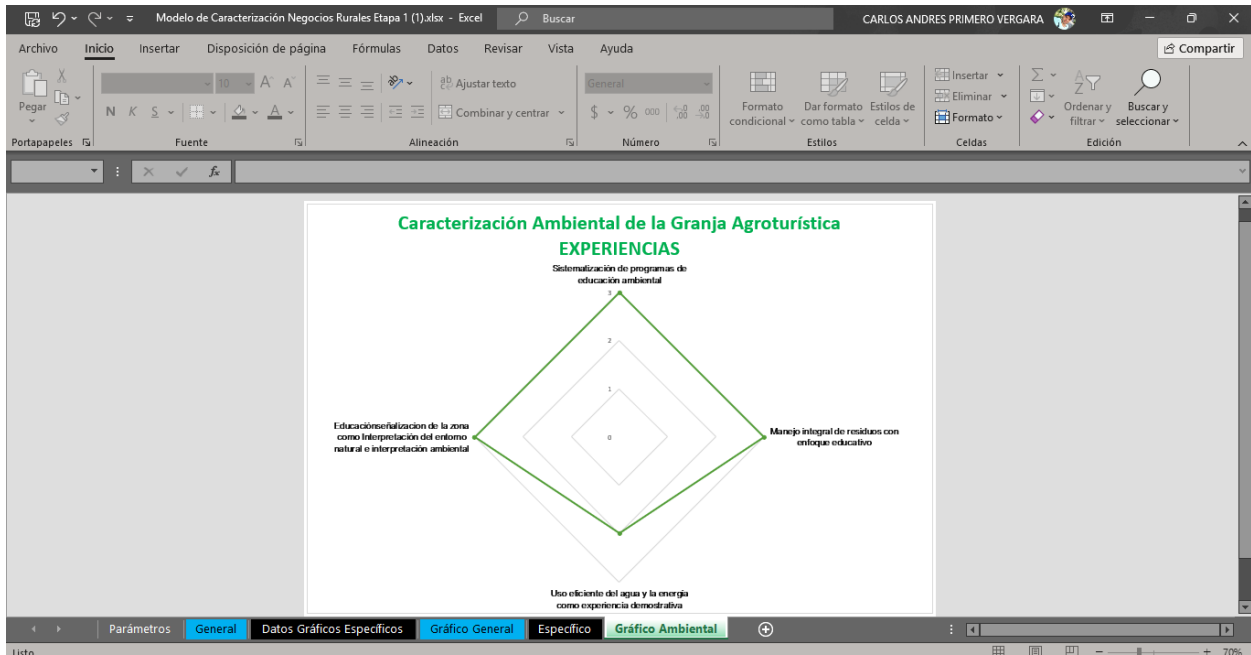 Modelo de Caracterización Negocios Rurales Etapa 1 (1).xlsx - Excel
Buscar
CARLOS ANDRES PRIMERO VERGARA
Archivo Inicio Insertar Disposición de página Fórmulas Datos Revisar Vista Ayuda
Compartir
Pegar
10
N K S
Ajustar texto
Combinar y centrar
General
$ % 000
Formato condicional
Dar formato como tabla
Estilos de celda
Insertar
Eliminar
Formato
Ordenar y filtrar
Buscar y seleccionar
Portapapeles Fuente Alineación Número Estilos Celdas Edición
fx
Caracterización Ambiental de la Granja Agroturística
EXPERIENCIAS
Sistematización de programas de
educación ambiental
3
2
1
0
Educaciónseñalizacion de la zona
como Interpretación del entorno
natural e interpretación ambiental
Manejo integral de residuos con
enfoque educativo
Uso eficiente del agua y la energia
como experiencia demostrativa
Parámetros General Datos Gráficos Específicos Gráfico General Específico Gráfico Ambiental
Listo
70%